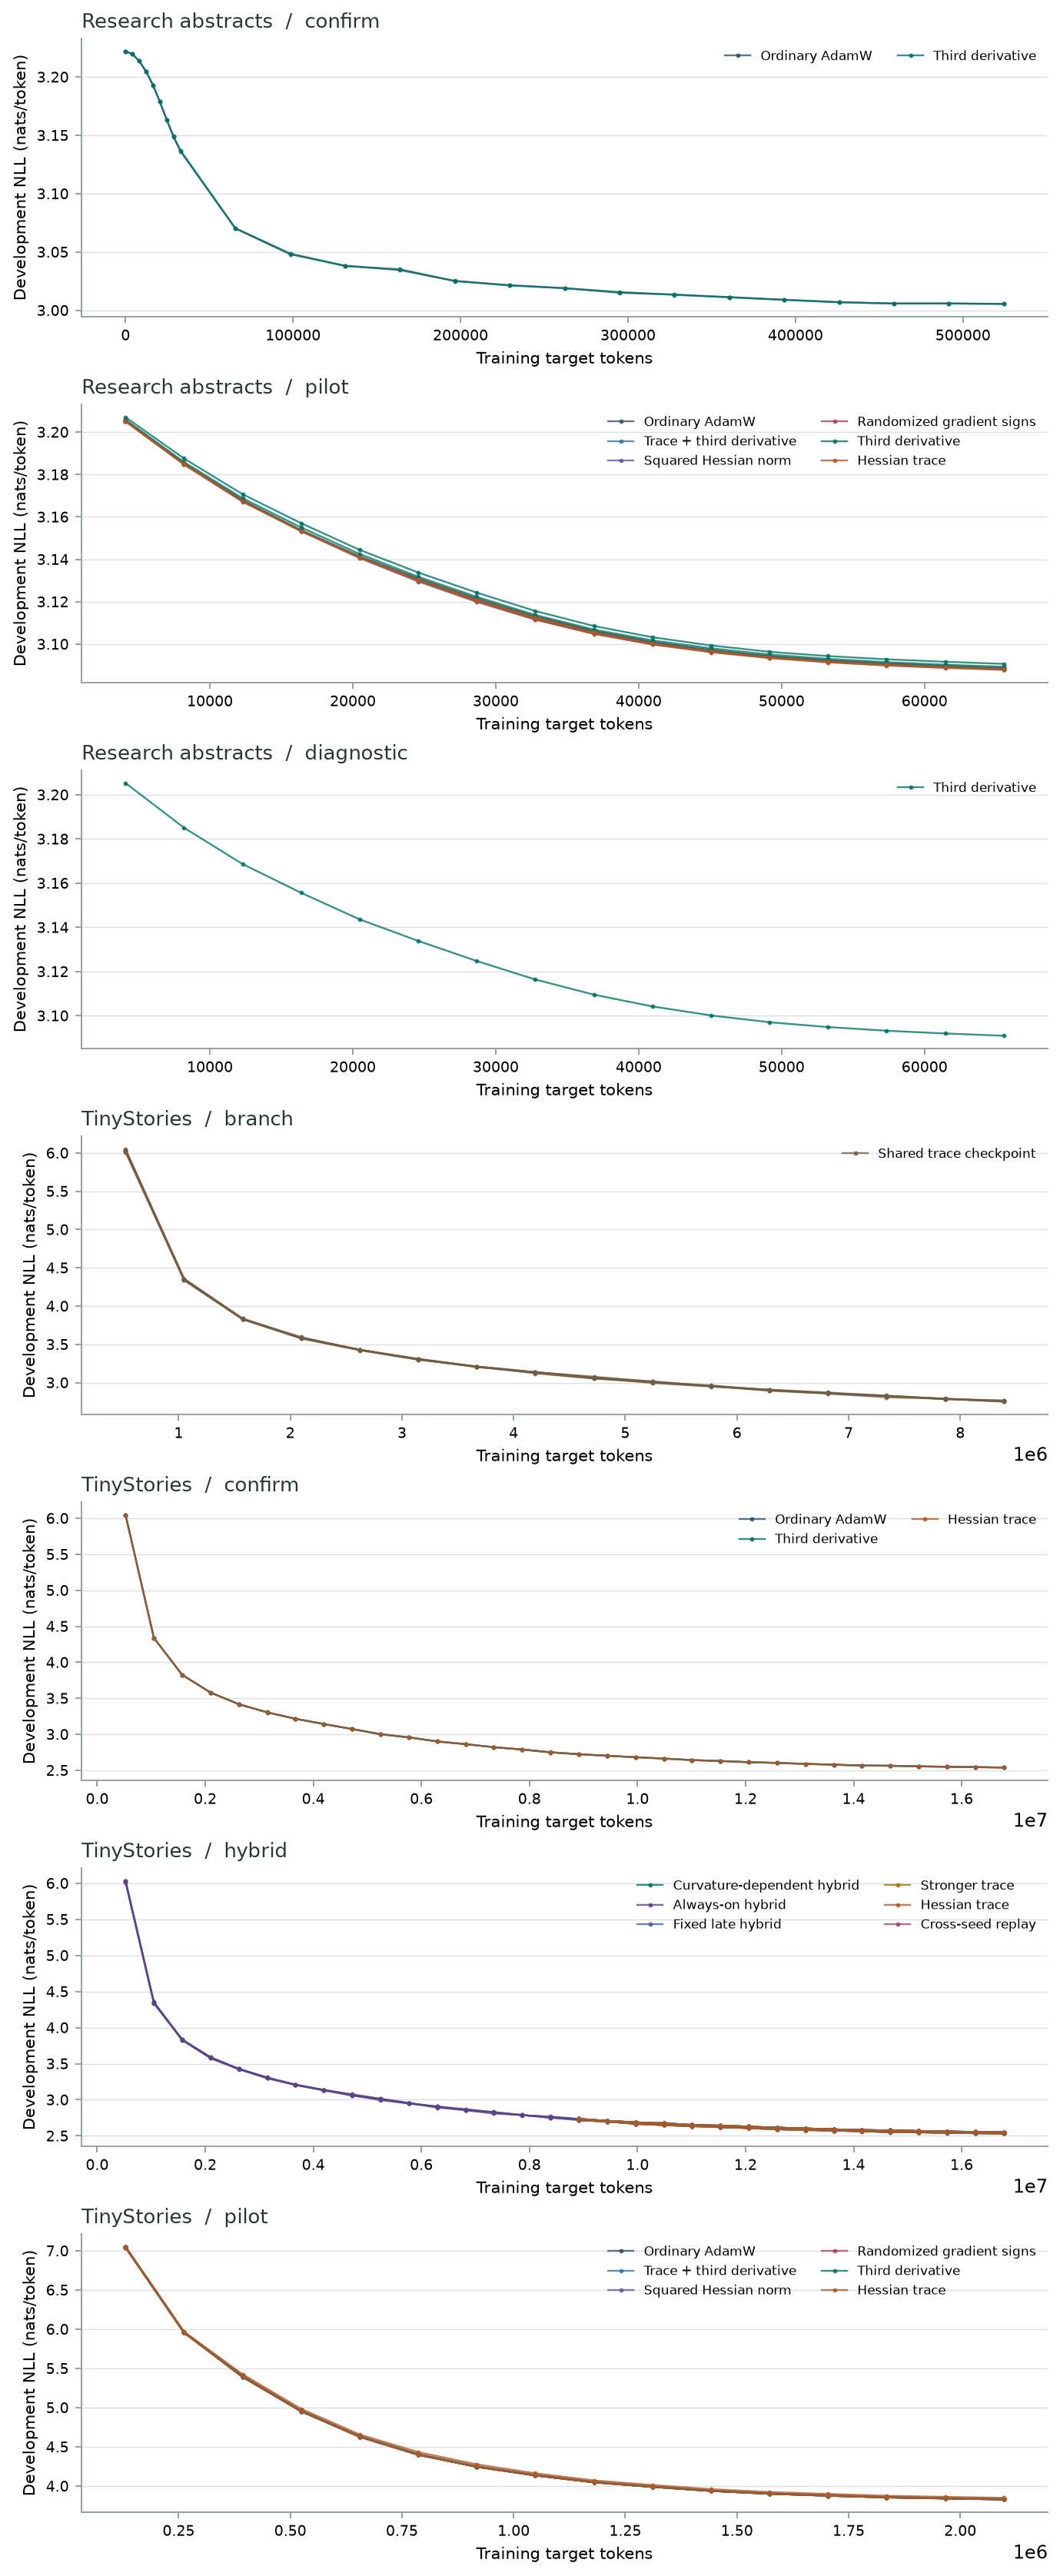 Research abstracts / confirm
Development NLL (nats/token)
Ordinary AdamW
Third derivative
3.20
3.15
3.10
3.05
3.00
0 100000 200000 300000 400000 500000
Training target tokens
Research abstracts / pilot
Development NLL (nats/token)
Ordinary AdamW
Trace + third derivative
Squared Hessian norm
Randomized gradient signs
Third derivative
Hessian trace
3.20
3.18
3.16
3.14
3.12
3.10
10000 20000 30000 40000 50000 60000
Training target tokens
Research abstracts / diagnostic
Development NLL (nats/token)
Third derivative
3.20
3.18
3.16
3.14
3.12
3.10
10000 20000 30000 40000 50000 60000
Training target tokens
TinyStories / branch
Development NLL (nats/token)
Shared trace checkpoint
6.0
5.5
5.0
4.5
4.0
3.5
3.0
1 2 3 4 5 6 7 8
1e6
Training target tokens
TinyStories / confirm
Development NLL (nats/token)
Ordinary AdamW
Third derivative
Hessian trace
6.0
5.5
5.0
4.5
4.0
3.5
3.0
2.5
0.0 0.2 0.4 0.6 0.8 1.0 1.2 1.4 1.6
1e7
Training target tokens
TinyStories / hybrid
Development NLL (nats/token)
Curvature-dependent hybrid
Always-on hybrid
Fixed late hybrid
Stronger trace
Hessian trace
Cross-seed replay
6.0
5.5
5.0
4.5
4.0
3.5
3.0
2.5
0.0 0.2 0.4 0.6 0.8 1.0 1.2 1.4 1.6
1e7
Training target tokens
TinyStories / pilot
Development NLL (nats/token)
Ordinary AdamW
Trace + third derivative
Squared Hessian norm
Randomized gradient signs
Third derivative
Hessian trace
7.0
6.5
6.0
5.5
5.0
4.5
4.0
0.25 0.50 0.75 1.00 1.25 1.50 1.75 2.00
1e6
Training target tokens